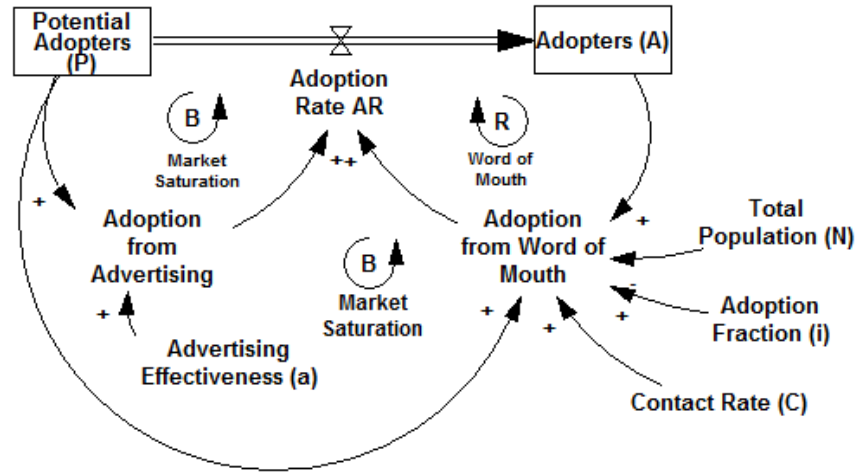 Potential
Adopters
(P)
Adopters (A)
Adoption
Rate AR
B
Market
Saturation
R
Word of
Mouth
++
+
Adoption
from
Advertising
+
Adoption
from Word of
Mouth
Total
Population (N)
B
Market
Saturation
-
+
Adoption
Fraction (i)
+
+
+
Advertising
Effectiveness (a)
Contact Rate (C)